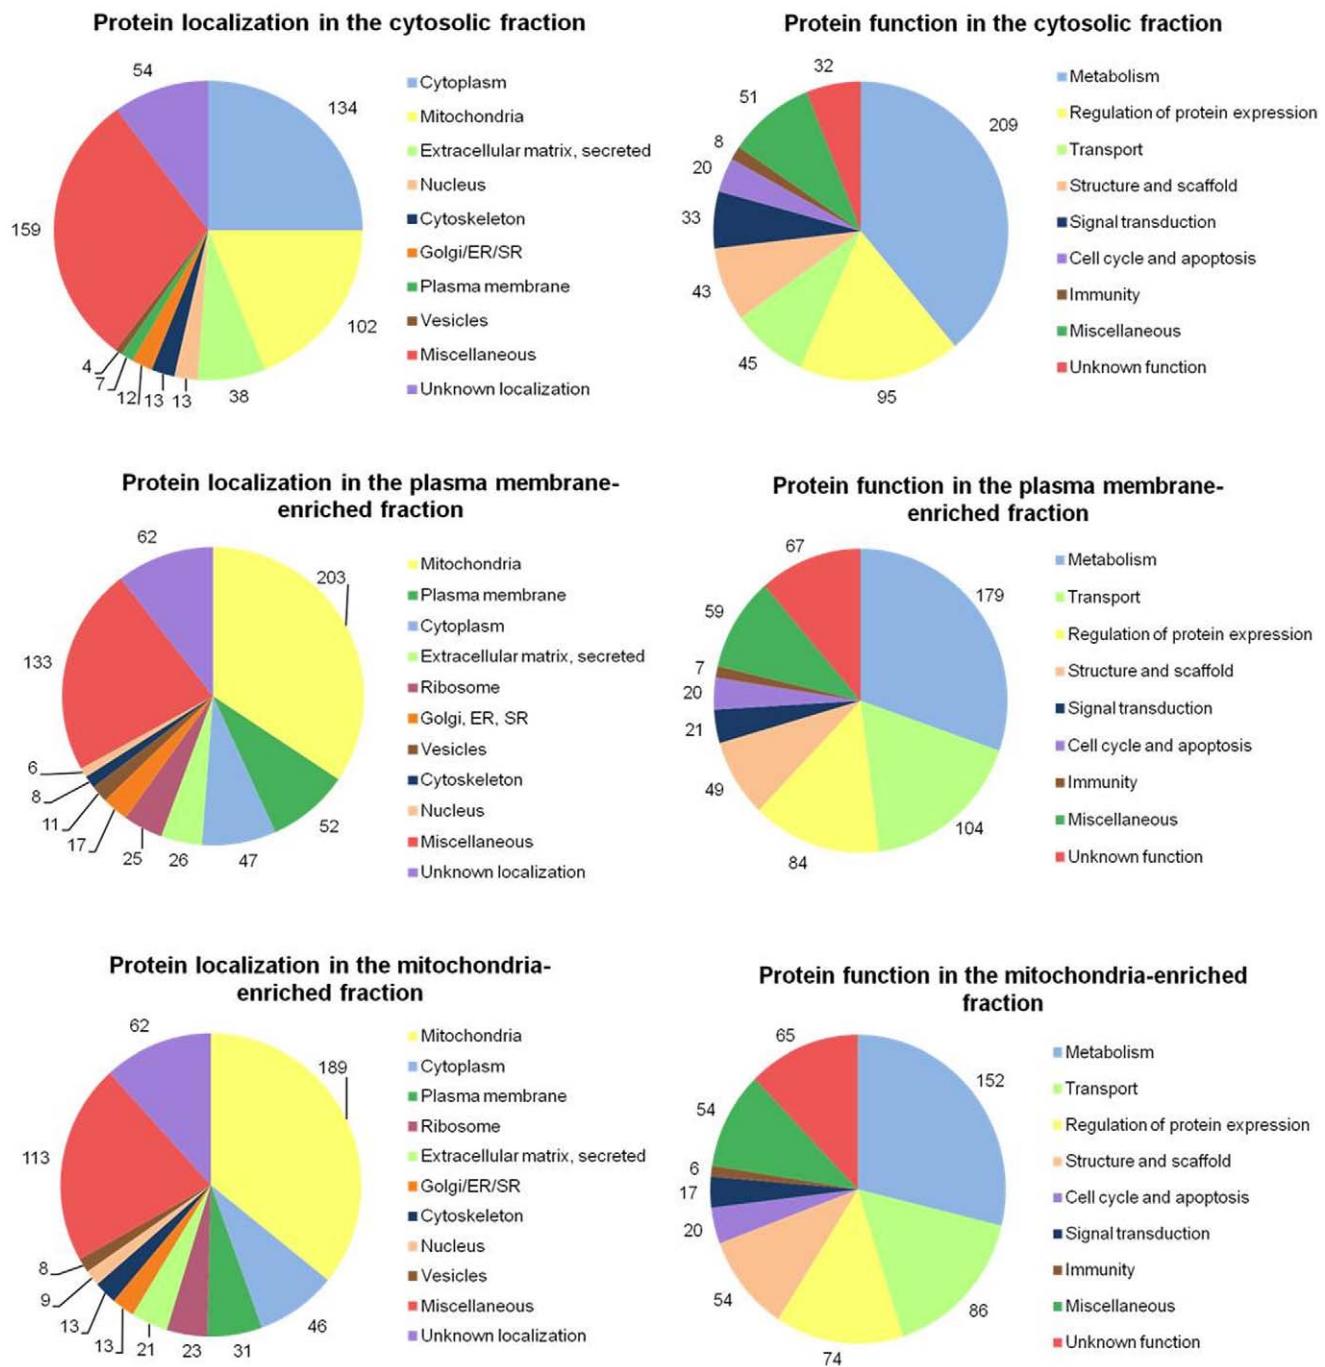 Protein localization in the cytosolic fraction
54
134
159
102
4
7
12
13
13
38
Cytoplasm
Mitochondria
Extracellular matrix, secreted
Nucleus
Cytoskeleton
Golgi/ER/SR
Plasma membrane
Vesicles
Miscellaneous
Unknown localization
Protein function in the cytosolic fraction
32
51
8
20
33
43
45
95
209
Metabolism
Regulation of protein expression
Transport
Structure and scaffold
Signal transduction
Cell cycle and apoptosis
Immunity
Miscellaneous
Unknown function
Protein localization in the plasma membrane-
enriched fraction
62
203
133
6
8
11
17
25
26
47
52
Mitochondria
Plasma membrane
Cytoplasm
Extracellular matrix, secreted
Ribosome
Golgi, ER, SR
Vesicles
Cytoskeleton
Nucleus
Miscellaneous
Unknown localization
Protein function in the plasma membrane-
enriched fraction
67
59
179
7
20
21
49
84
104
Metabolism
Transport
Regulation of protein expression
Structure and scaffold
Signal transduction
Cell cycle and apoptosis
Immunity
Miscellaneous
Unknown function
Protein localization in the mitochondria-
enriched fraction
62
189
113
8
9
13
13
21
23
31
46
Mitochondria
Cytoplasm
Plasma membrane
Ribosome
Extracellular matrix, secreted
Golgi/ER/SR
Cytoskeleton
Nucleus
Vesicles
Miscellaneous
Unknown localization
Protein function in the mitochondria-enriched
fraction
65
152
54
6
17
20
54
74
86
Metabolism
Transport
Regulation of protein expression
Structure and scaffold
Cell cycle and apoptosis
Signal transduction
Immunity
Miscellaneous
Unknown function